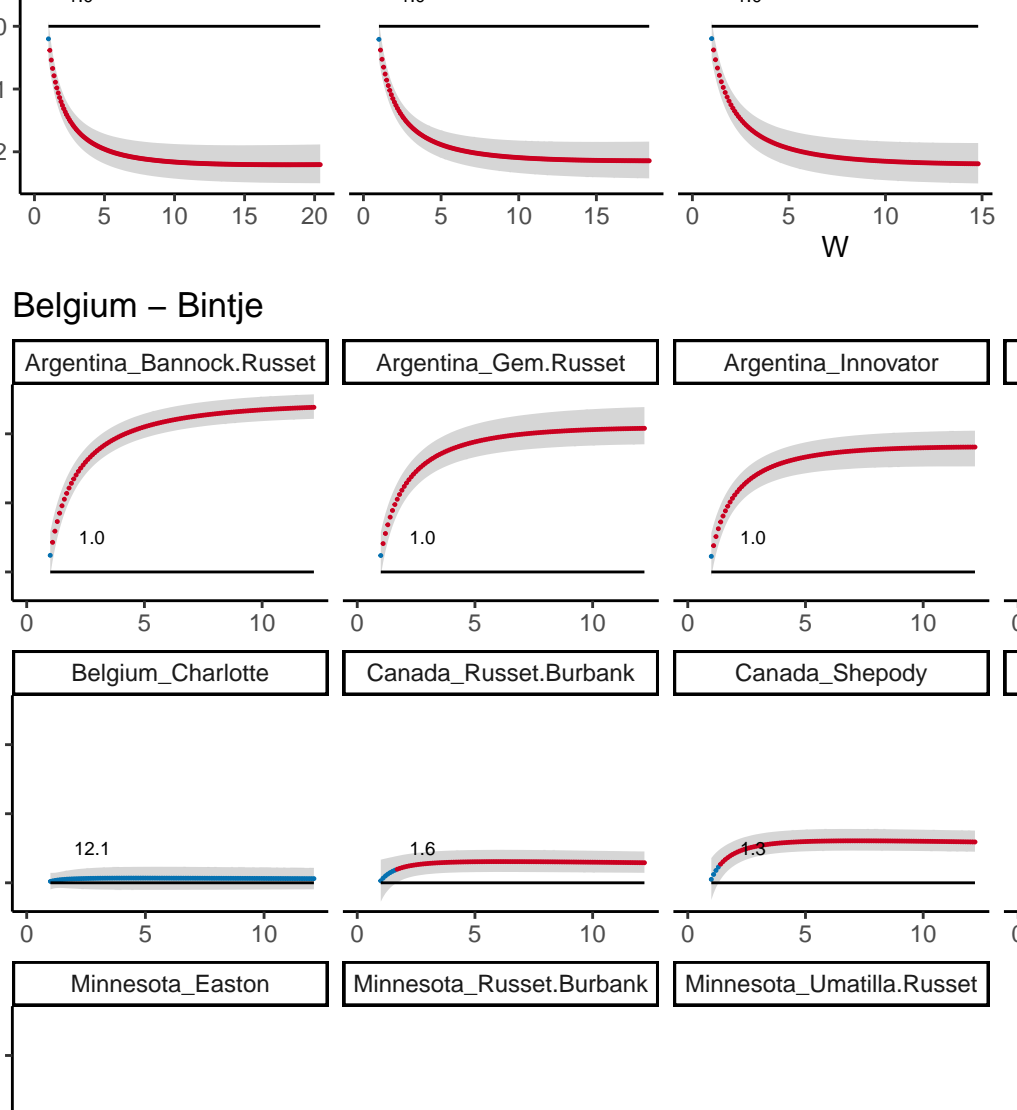 0
1
2
0 5 10 15 20 0 5 10 15 0 5 10 15
W
Belgium – Bintje
Argentina_Bannock.Russet Argentina_Gem.Russet Argentina_Innovator
1.0 1.0 1.0
0 5 10 0 5 10 0 5 10
Belgium_Charlotte Canada_Russet.Burbank Canada_Shepody
12.1 1.6 1.3
0 5 10 0 5 10 0 5 10
Minnesota_Easton Minnesota_Russet.Burbank Minnesota_Umatilla.Russet